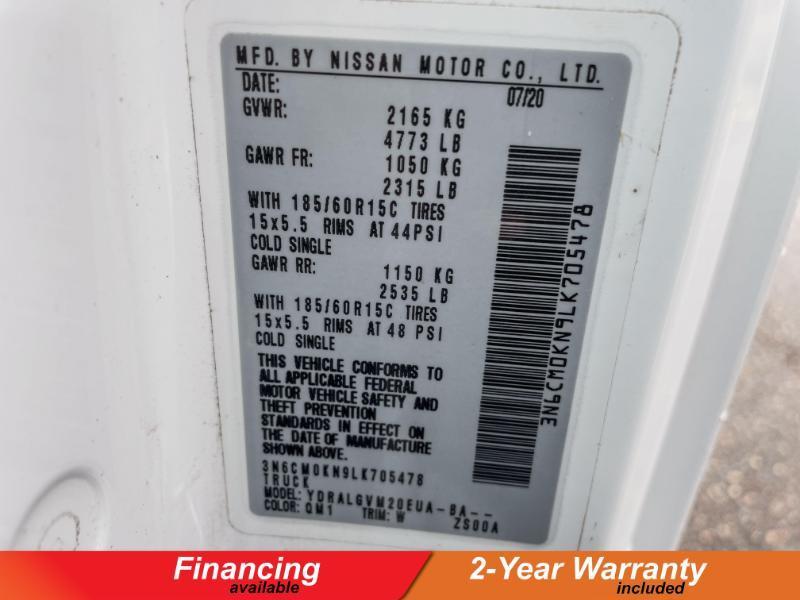 MFD. BY NISSAN MOTOR CO., LTD.
DATE: 07/20
GVWR: 2165 KG
4773 LB
GAWR FR: 1050 KG
2315 LB
WITH 185/60R15C TIRES
15x5.5 RIMS AT 44PSI
COLD SINGLE
GAWR RR: 1150 KG
2535 LB
WITH 185/60R15C TIRES
15x5.5 RIMS AT 48 PSI
COLD SINGLE
THIS VEHICLE CONFORMS TO
ALL APPLICABLE FEDERAL
MOTOR VEHICLE SAFETY AND
THEFT PREVENTION
STANDARDS IN EFFECT ON
THE DATE OF MANUFACTURE
SHOWN ABOVE.
3N6CM0KN9LK705478
TRUCK
MODEL: YDRALGVM20EUA-BA--
COLOR: QM1 TRIM: W ZS00A
3N6CM0KN9LK705478
Financing
available
2-Year Warranty
included